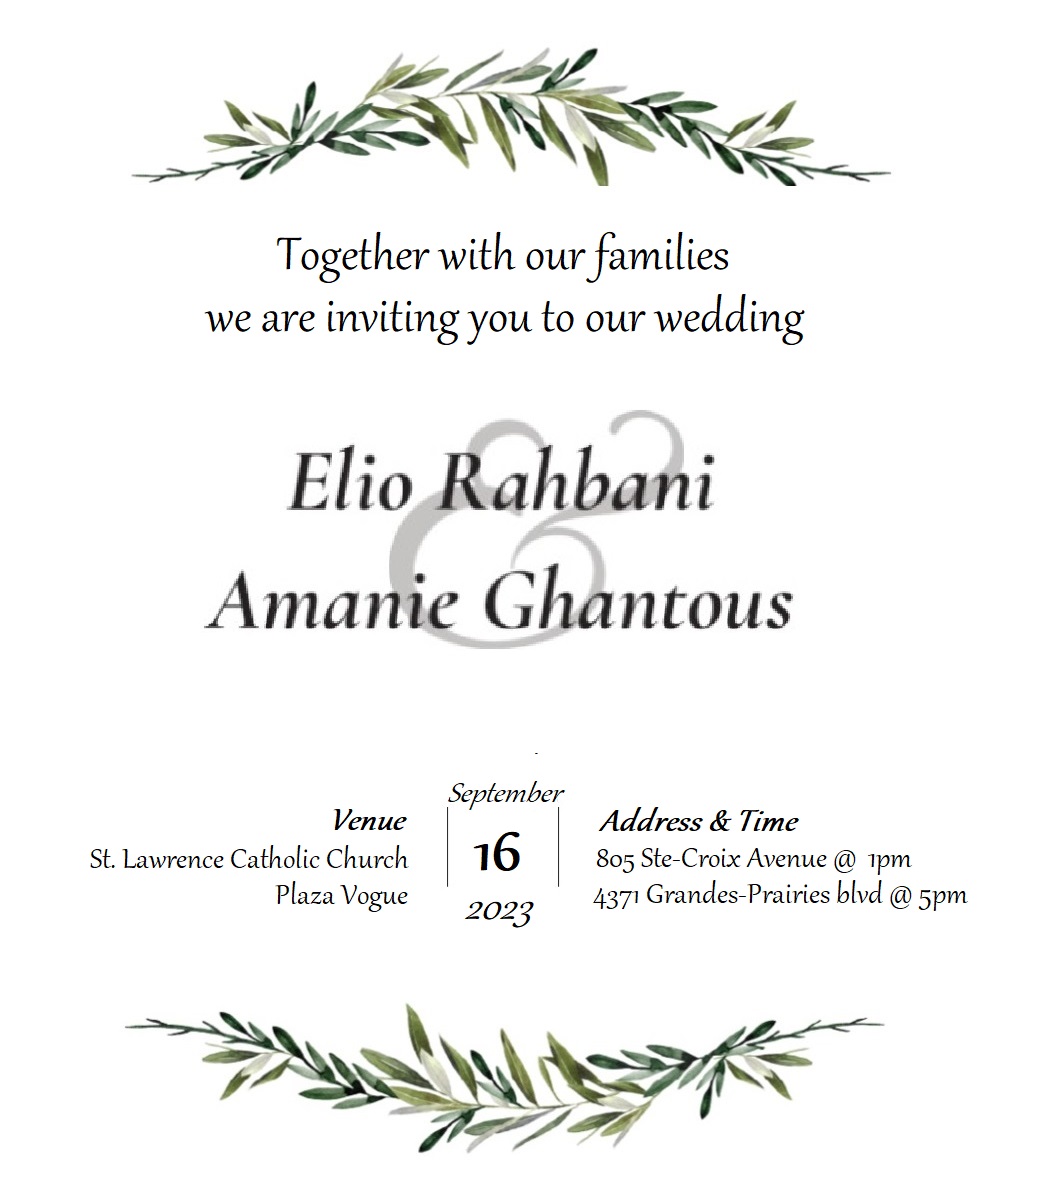 Together with our families
we are inviting you to our wedding
&
Elio Rahbani
Amanie Ghantous
Venue
St. Lawrence Catholic Church
Plaza Vogue
September
16
2023
Address & Time
805 Ste-Croix Avenue @ 1pm
4371 Grandes-Prairies blvd @ 5pm